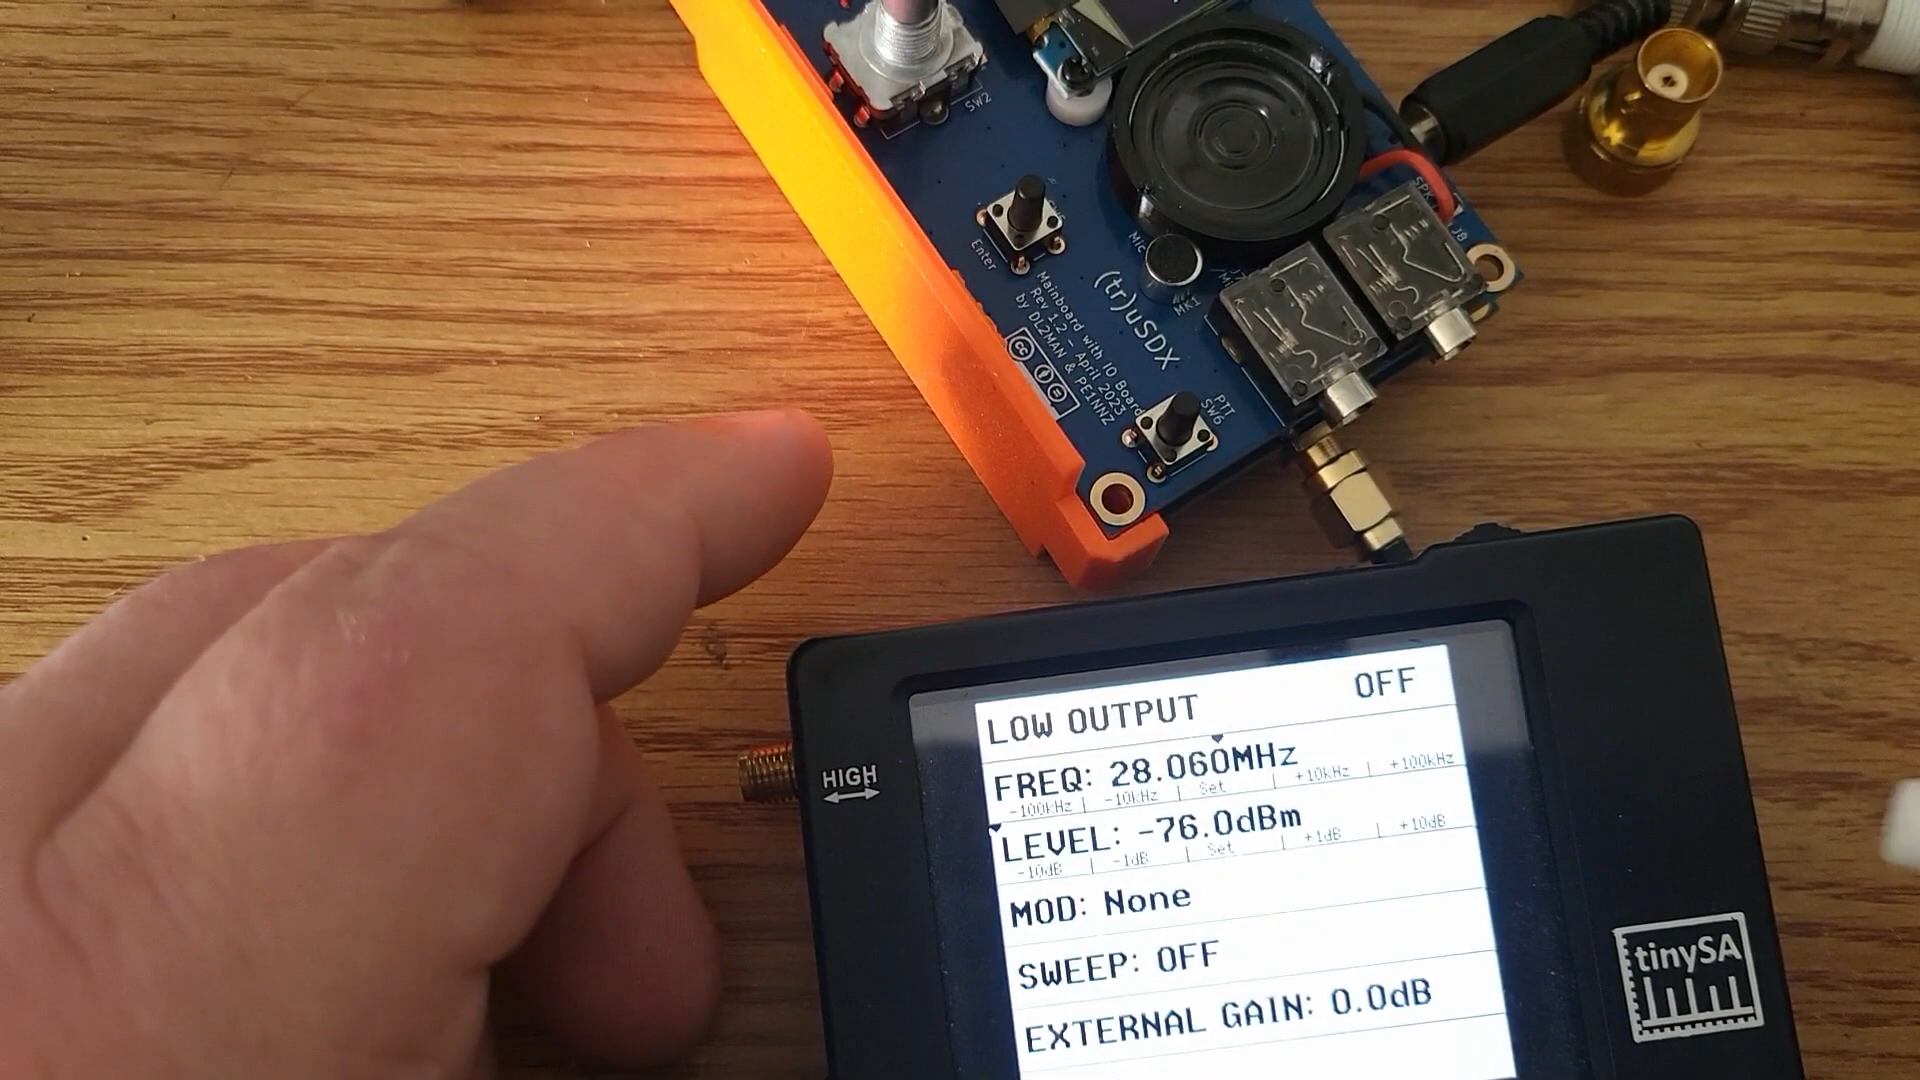 SW2
Enter
Mic
MK1
J8
(tr)uSDX
Mainboard with IO Board
Rev 1.2 - April 2023
by DL2MAN & PE1NNZ
cc
PTT
SW6
HIGH
LOW OUTPUT OFF
FREQ: 28.060MHz
-100kHz | -10kHz | Set | +10kHz | +100kHz
LEVEL: -76.0dBm
-10dB | -1dB | Set | +1dB | +10dB
MOD: None
SWEEP: OFF
EXTERNAL GAIN: 0.0dB
tinySA